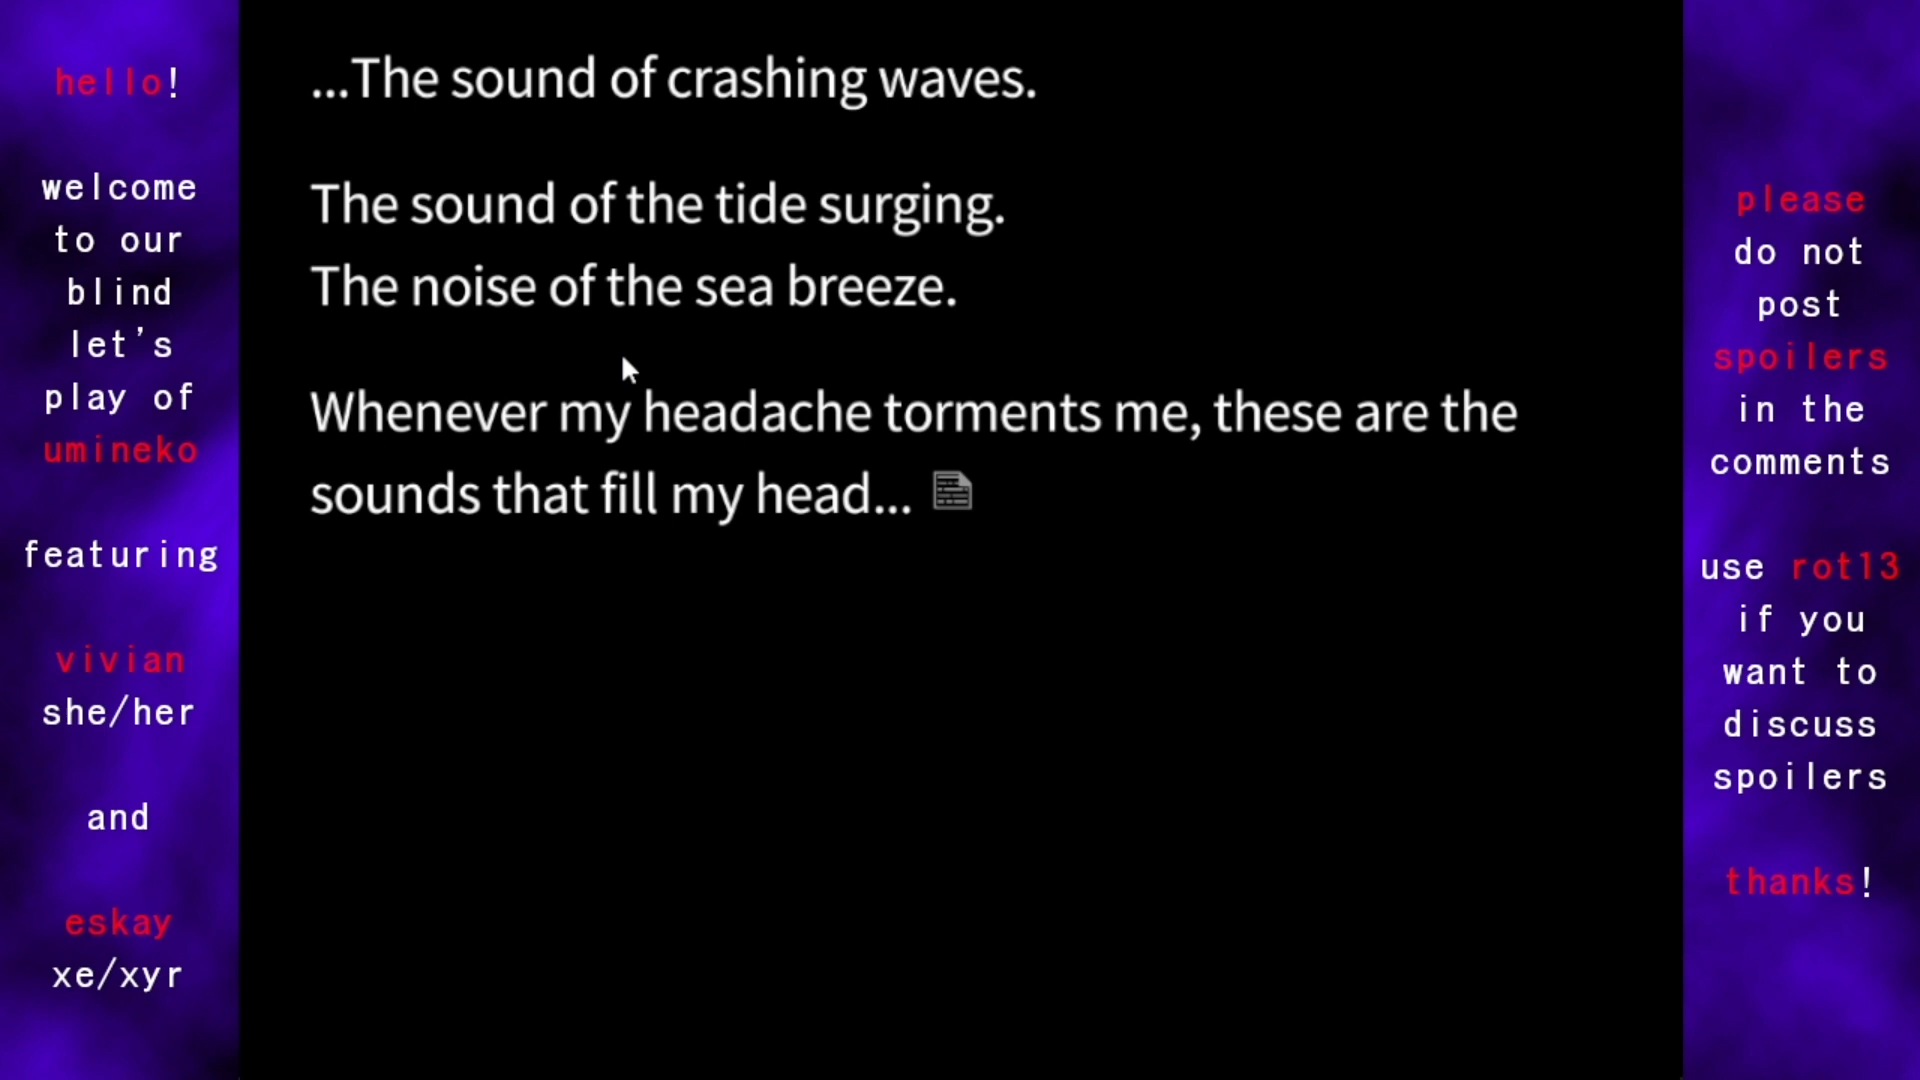 hello!
welcome
to our
blind
let's
play of
umineko
featuring
vivian
she/her
and
eskay
xe/xyr
...The sound of crashing waves.
The sound of the tide surging.
The noise of the sea breeze.
Whenever my headache torments me, these are the
sounds that fill my head...
please
do not
post
spoilers
in the
comments
use rot13
if you
want to
discuss
spoilers
thanks!